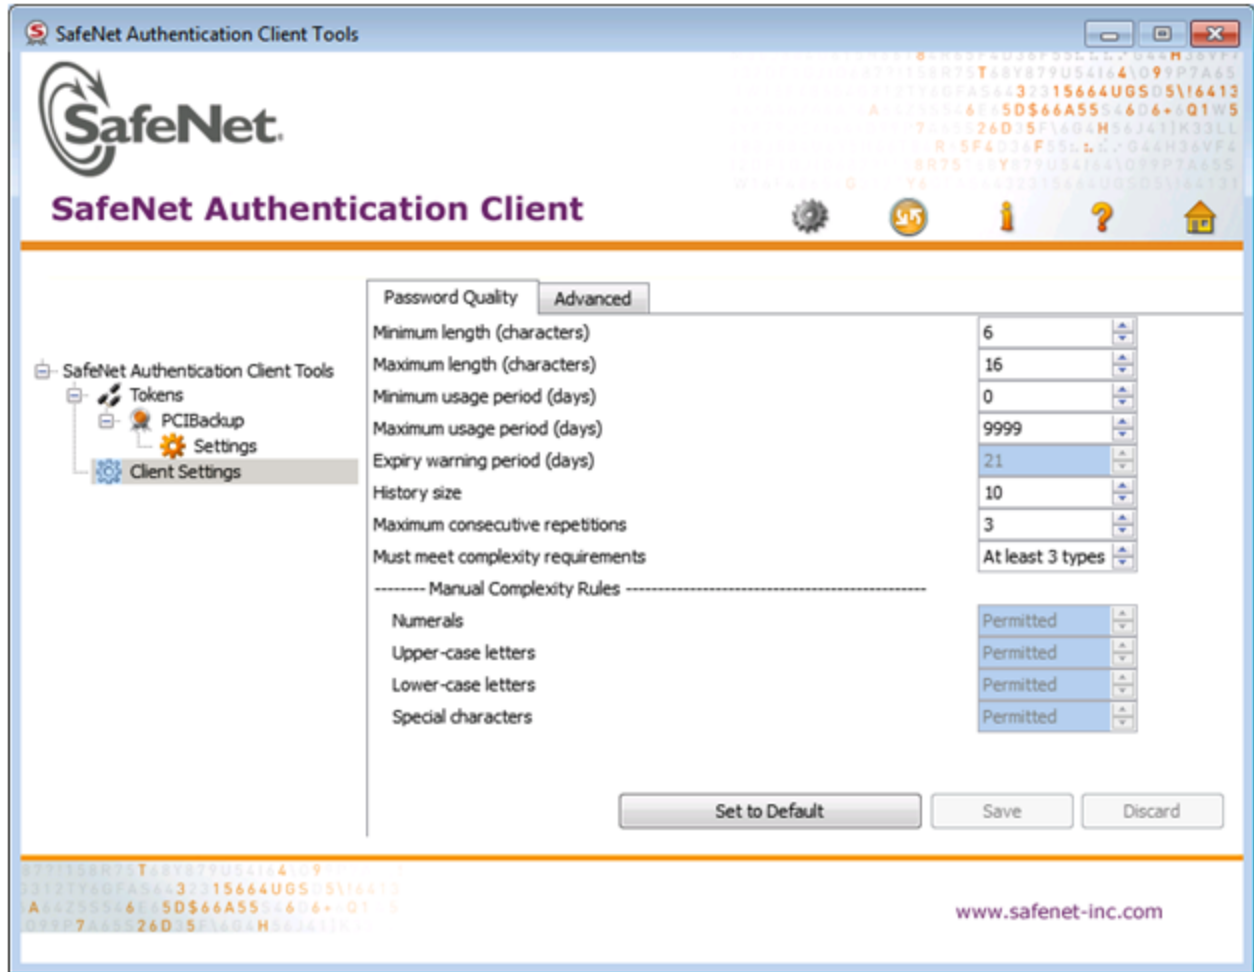 SafeNet Authentication Client Tools
SafeNet.
SafeNet Authentication Client
Password Quality
Advanced
SafeNet Authentication Client Tools
Tokens
PCIBackup
Settings
Client Settings
Minimum length (characters) 6
Maximum length (characters) 16
Minimum usage period (days) 0
Maximum usage period (days) 9999
Expiry warning period (days) 21
History size 10
Maximum consecutive repetitions 3
Must meet complexity requirements At least 3 types
-------- Manual Complexity Rules --------
Numerals Permitted
Upper-case letters Permitted
Lower-case letters Permitted
Special characters Permitted
Set to Default
Save
Discard
www.safenet-inc.com